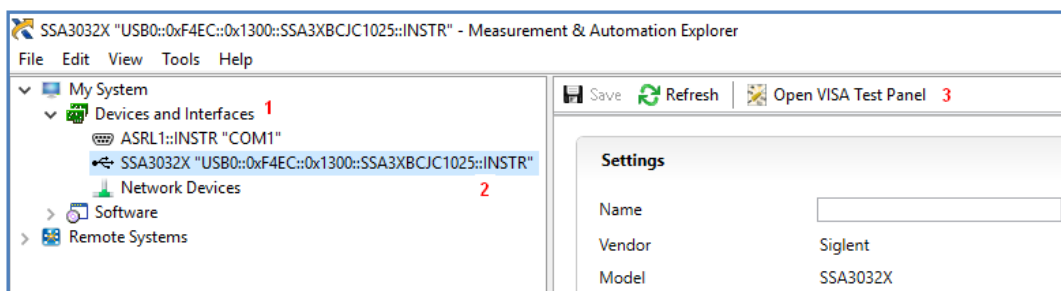 SSA3032X "USB0::0xF4EC::0x1300::SSA3XBCJC1025::INSTR" - Measurement & Automation Explorer
File Edit View Tools Help
My System
Devices and Interfaces 1
ASRL1::INSTR "COM1"
SSA3032X "USB0::0xF4EC::0x1300::SSA3XBCJC1025::INSTR"
Network Devices 2
Software
Remote Systems
Save Refresh Open VISA Test Panel 3
Settings
Name
Vendor Siglent
Model SSA3032X